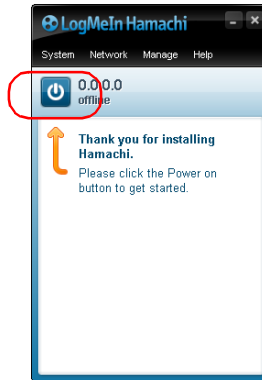 LogMeIn Hamachi
System Network Manage Help
0.0.0.0
offline
Thank you for installing
Hamachi.
Please click the Power on
button to get started.